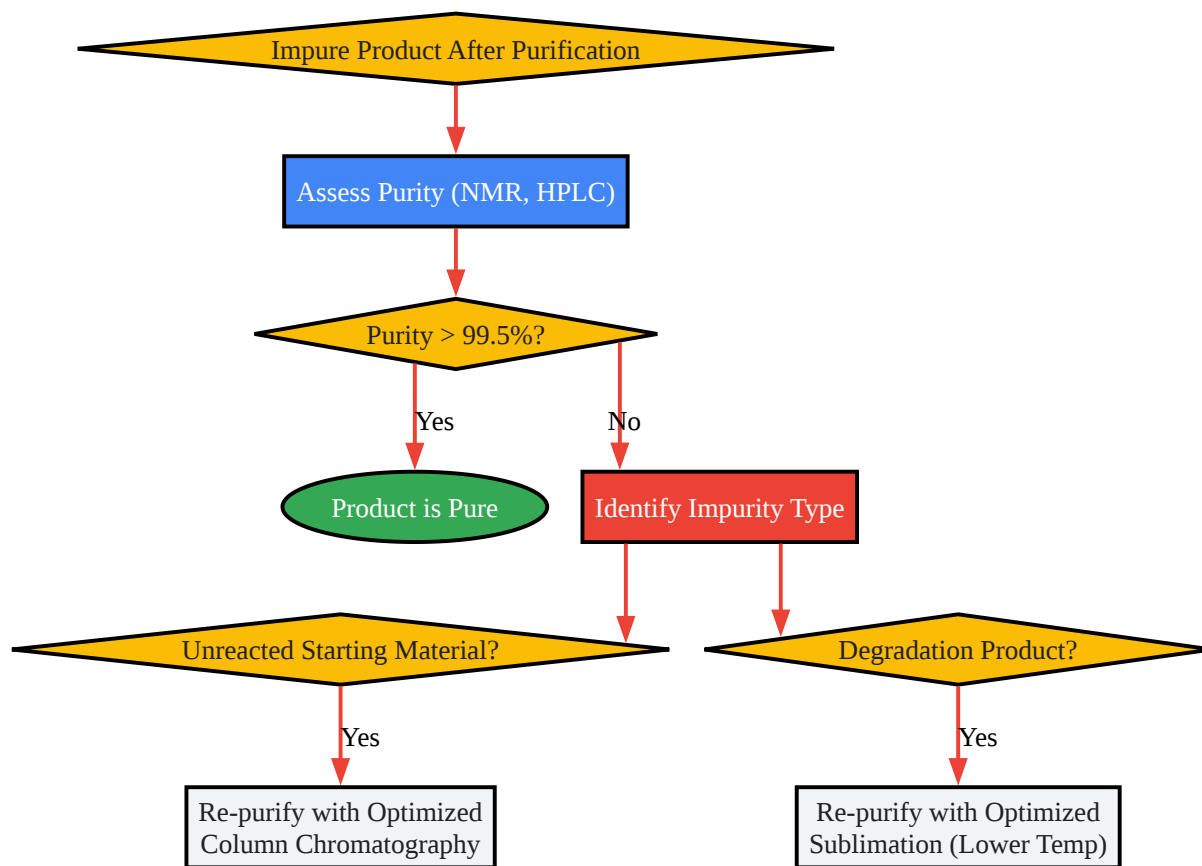 Impure Product After Purification
Assess Purity (NMR, HPLC)
Purity > 99.5%?
Yes
No
Product is Pure
Identify Impurity Type
Unreacted Starting Material?
Degradation Product?
Yes
Yes
Re-purify with Optimized
Column Chromatography
Re-purify with Optimized
Sublimation (Lower Temp)